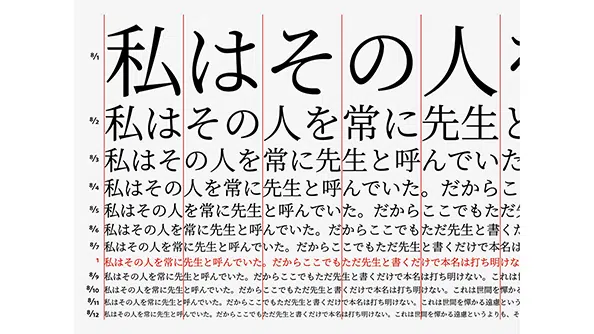 8/1 私はその人
8/2 私はその人を常に先生と
8/3 私はその人を常に先生と呼んでいた
8/4 私はその人を常に先生と呼んでいた。だからこ
8/5 私はその人を常に先生と呼んでいた。だからここでもただ先
8/6 私はその人を常に先生と呼んでいた。だからここでもただ先生と書くだ
8/7 私はその人を常に先生と呼んでいた。だからここでもただ先生と書くだけで本名は
1 私はその人を常に先生と呼んでいた。だからここでもただ先生と書くだけで本名は打ち明けな
8/9 私はその人を常に先生と呼んでいた。だからここでもただ先生と書くだけで本名は打ち明けない。これは
8/10 私はその人を常に先生と呼んでいた。だからここでもただ先生と書くだけで本名は打ち明けない。これは世間を憚か
8/11 私はその人を常に先生と呼んでいた。だからここでもただ先生と書くだけで本名は打ち明けない。これは世間を憚かる遠慮という
8/12 私はその人を常に先生と呼んでいた。だからここでもただ先生と書くだけで本名は打ち明けない。これは世間を憚かる遠慮というよりも、そ